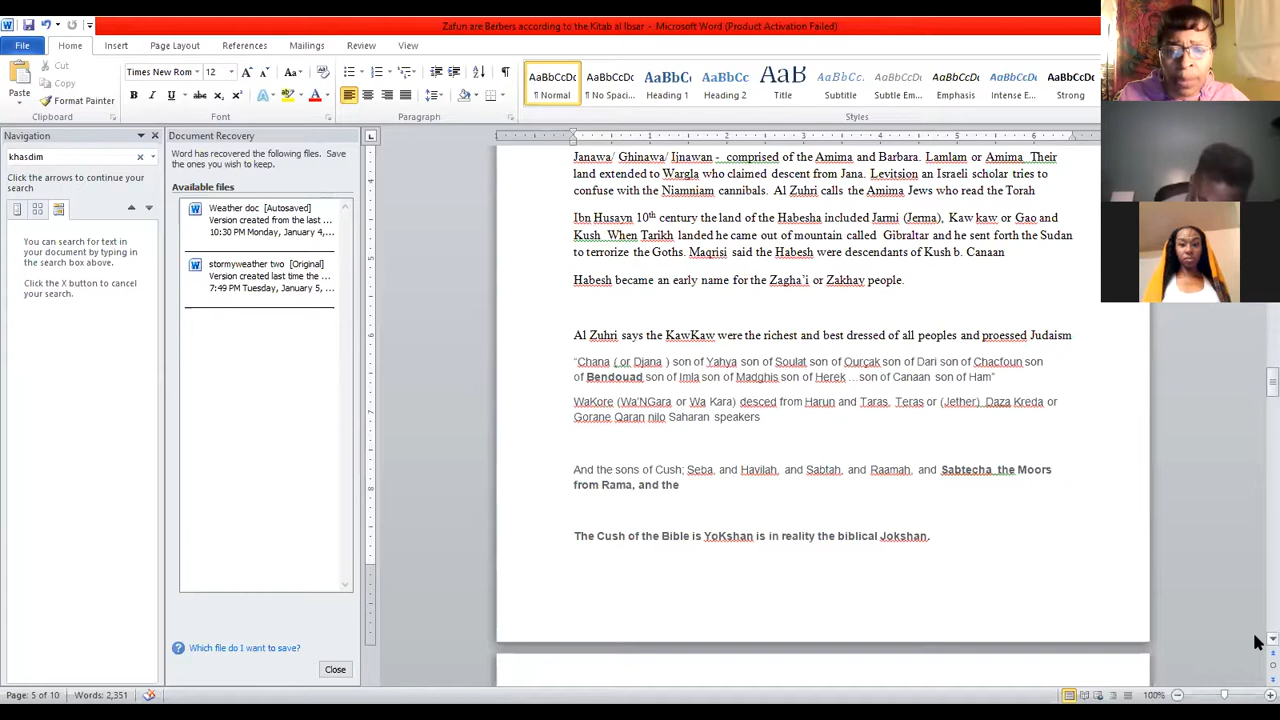 Zafun are Berbers according to the Kitab al Ibsar - Microsoft Word (Product Activation Failed)
File Home Insert Page Layout References Mailings Review View
Cut
Copy
Paste
Format Painter
Times New Rom 12
AaBbCcDc AaBbCcDc AaBbCc AaBbCc AaB AaBbCcL AaBbCcDc AaBbCcDc AaBbCcDc
¶ Normal ¶ No Spaci... Heading 1 Heading 2 Title Subtitle Subtle Em... Emphasis Intense E... Strong
Clipboard Font Paragraph Styles
Navigation
khasdim
Click the arrows to continue your
search
You can search for text in
your document by typing in
the search box above.
Click the X button to cancel
your search.
Document Recovery
Word has recovered the following files. Save
the ones you wish to keep.
Available files
Weather doc [Autosaved]
Version created from the last ...
10:30 PM Monday, January 4,...
stormyweather two [Original]
Version created last time the ...
7:49 PM Tuesday, January 5, ...
Which file do I want to save?
Close
Janawa/ Ghinawa/ Ijnawan - comprised of the Amima and Barbara. Lamlam or Amima Their
land extended to Wargla who claimed descent from Jana. Levitsion an Israeli scholar tries to
confuse with the Niamniam cannibals. Al Zuhri calls the Amima Jews who read the Torah
Ibn Husayn 10th century the land of the Habesha included Jarmi (Jerma), Kaw kaw or Gao and
Kush When Tarikh landed he came out of mountain called Gibraltar and he sent forth the Sudan
to terrorize the Goths. Maqrisi said the Habesh were descendants of Kush b. Canaan
Habesh became an early name for the Zagha`i or Zakhay people.
Al Zuhri says the KawKaw were the richest and best dressed of all peoples and proessed Judaism
“Chana ( or Djana ) son of Yahya son of Soulat son of Ourçak son of Dari son of Chacfoun son
of Bendouad son of Imla son of Madghis son of Herek …son of Canaan son of Ham”
WaKore (Wa'NGara or Wa Kara) desced from Harun and Taras, Teras or (Jether) Daza Kreda or
Gorane Qaran nilo Saharan speakers
And the sons of Cush; Seba, and Havilah, and Sabtah, and Raamah, and Sabtecha the Moors
from Rama, and the
The Cush of the Bible is YoKshan is in reality the biblical Jokshan.
Page: 5 of 10 Words: 2,351
100%